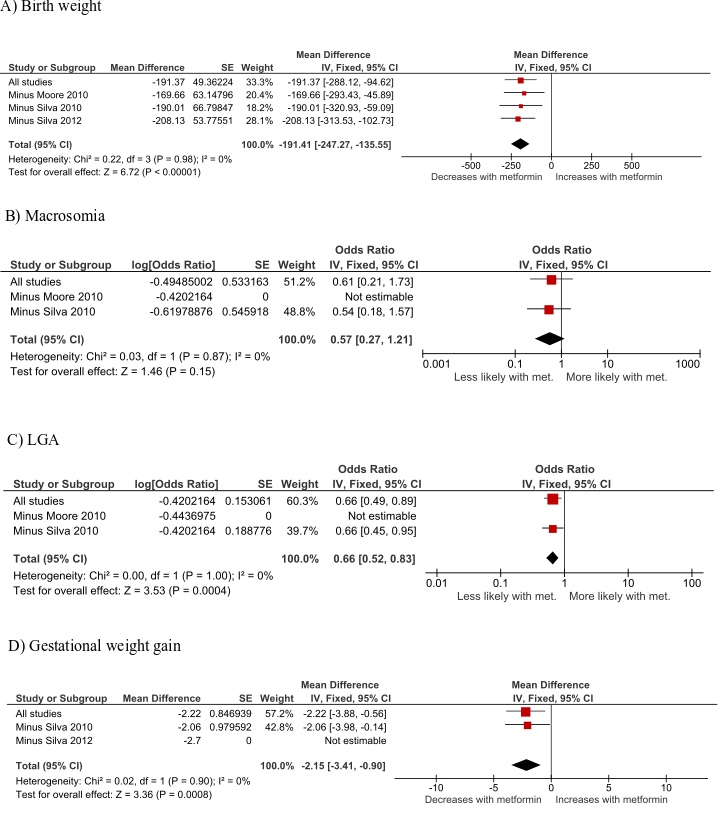 A) Birth weight
Mean Difference Mean Difference
Study or Subgroup Mean Difference SE Weight IV, Fixed, 95% CI IV, Fixed, 95% CI
All studies -191.37 49.36224 33.3% -191.37 [-288.12, -94.62]
Minus Moore 2010 -169.66 63.14796 20.4% -169.66 [-293.43, -45.89]
Minus Silva 2010 -190.01 66.79847 18.2% -190.01 [-320.93, -59.09]
Minus Silva 2012 -208.13 53.77551 28.1% -208.13 [-313.53, -102.73]
Total (95% CI) 100.0% -191.41 [-247.27, -135.55]
Heterogeneity: Chi² = 0.22, df = 3 (P = 0.98); I² = 0%
Test for overall effect: Z = 6.72 (P < 0.00001)
-500 -250 0 250 500
Decreases with metformin Increases with metformin
B) Macrosomia
Odds Ratio Odds Ratio
Study or Subgroup log[Odds Ratio] SE Weight IV, Fixed, 95% CI IV, Fixed, 95% CI
All studies -0.49485002 0.533163 51.2% 0.61 [0.21, 1.73]
Minus Moore 2010 -0.4202164 0 Not estimable
Minus Silva 2010 -0.61978876 0.545918 48.8% 0.54 [0.18, 1.57]
Total (95% CI) 100.0% 0.57 [0.27, 1.21]
Heterogeneity: Chi² = 0.03, df = 1 (P = 0.87); I² = 0%
Test for overall effect: Z = 1.46 (P = 0.15)
0.001 0.1 1 10 1000
Less likely with met. More likely with met.
C) LGA
Odds Ratio Odds Ratio
Study or Subgroup log[Odds Ratio] SE Weight IV, Fixed, 95% CI IV, Fixed, 95% CI
All studies -0.4202164 0.153061 60.3% 0.66 [0.49, 0.89]
Minus Moore 2010 -0.4436975 0 Not estimable
Minus Silva 2010 -0.4202164 0.188776 39.7% 0.66 [0.45, 0.95]
Total (95% CI) 100.0% 0.66 [0.52, 0.83]
Heterogeneity: Chi² = 0.00, df = 1 (P = 1.00); I² = 0%
Test for overall effect: Z = 3.53 (P = 0.0004)
0.01 0.1 1 10 100
Less likely with met. More likely with met.
D) Gestational weight gain
Mean Difference Mean Difference
Study or Subgroup Mean Difference SE Weight IV, Fixed, 95% CI IV, Fixed, 95% CI
All studies -2.22 0.846939 57.2% -2.22 [-3.88, -0.56]
Minus Silva 2010 -2.06 0.979592 42.8% -2.06 [-3.98, -0.14]
Minus Silva 2012 -2.7 0 Not estimable
Total (95% CI) 100.0% -2.15 [-3.41, -0.90]
Heterogeneity: Chi² = 0.02, df = 1 (P = 0.90); I² = 0%
Test for overall effect: Z = 3.36 (P = 0.0008)
-10 -5 0 5 10
Decreases with metformin Increases with metformin